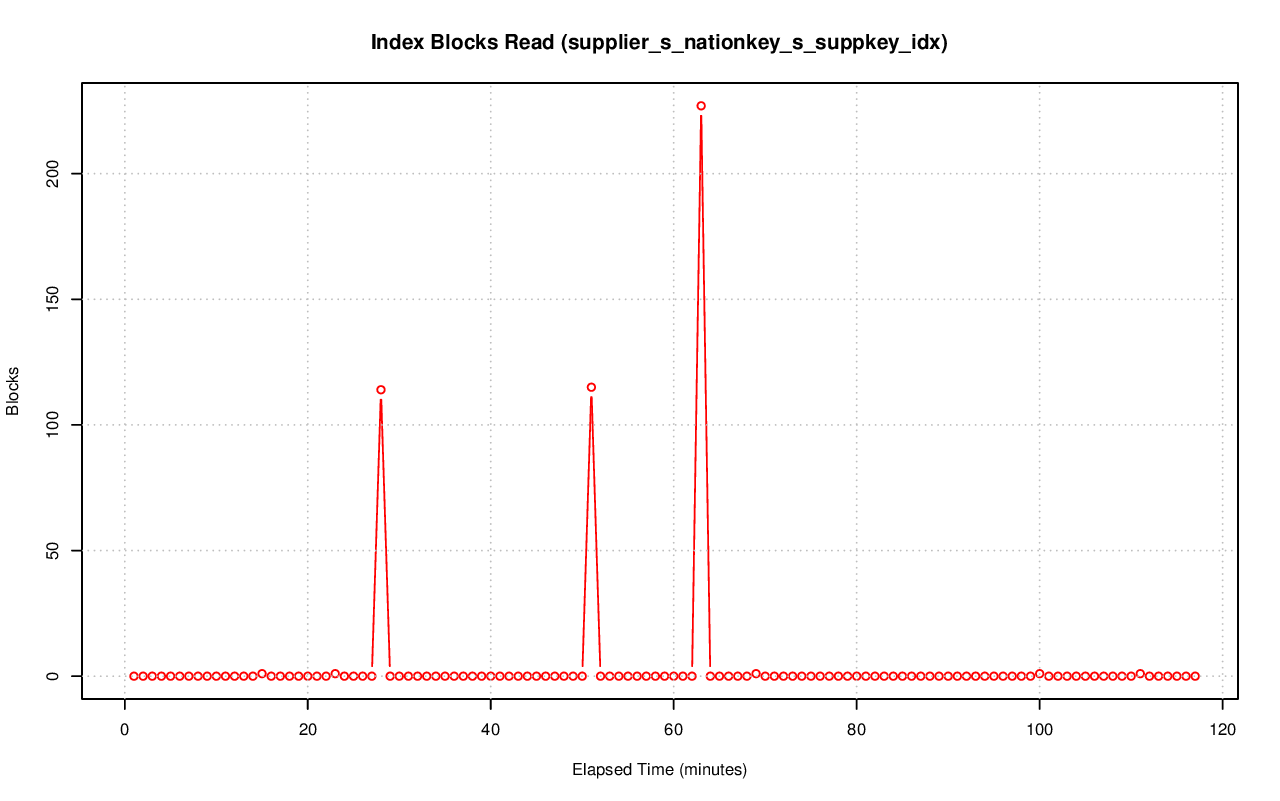 Index Blocks Read (supplier_s_nationkey_s_suppkey_idx)
Blocks
200
150
100
50
0
0 20 40 60 80 100 120
Elapsed Time (minutes)